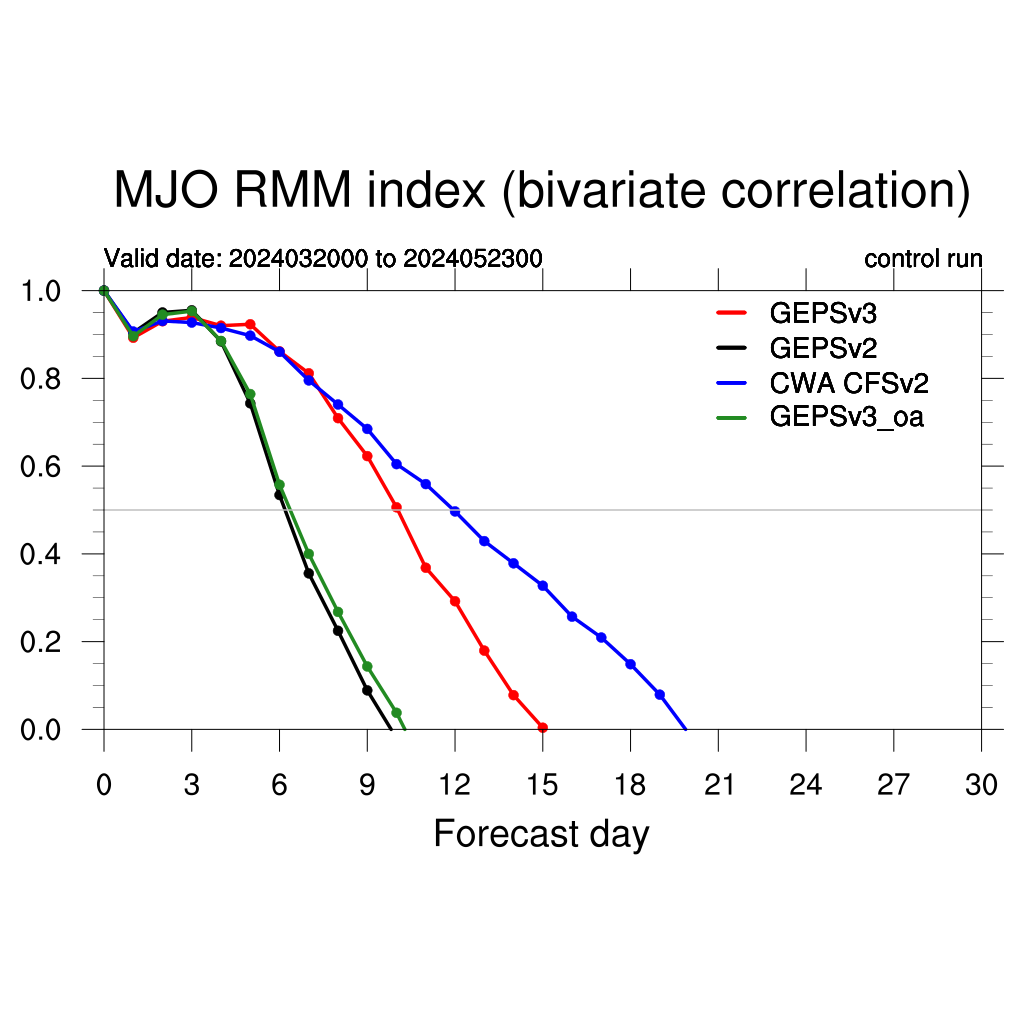 MJO RMM index (bivariate correlation)
Valid date: 2024032000 to 2024052300 control run
1.0
0.8
0.6
0.4
0.2
0.0
GEPSv3
GEPSv2
CWA CFSv2
GEPSv3_oa
0 3 6 9 12 15 18 21 24 27 30
Forecast day